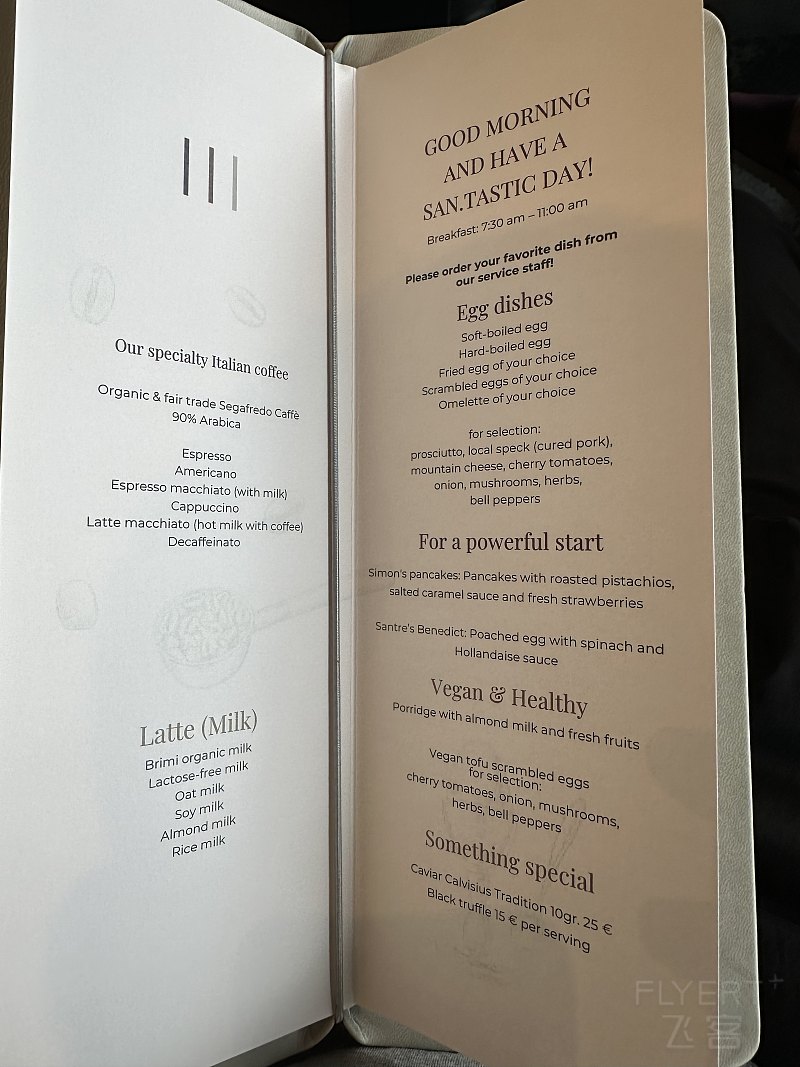 Our specialty Italian coffee
Organic & fair trade Segafredo Caffè
90% Arabica
Espresso
Americano
Espresso macchiato (with milk)
Cappuccino
Latte macchiato (hot milk with coffee)
Decaffeinato
Latte (Milk)
Brimi organic milk
Lactose-free milk
Oat milk
Soy milk
Almond milk
Rice milk
GOOD MORNING
AND HAVE A
SAN.TASTIC DAY!
Breakfast: 7:30 am – 11:00 am
Please order your favorite dish from
our service staff!
Egg dishes
Soft-boiled egg
Hard-boiled egg
Fried egg of your choice
Scrambled eggs of your choice
Omelette of your choice
for selection:
prosciutto, local speck (cured pork),
mountain cheese, cherry tomatoes,
onion, mushrooms, herbs,
bell peppers
For a powerful start
Simon's pancakes: Pancakes with roasted pistachios,
salted caramel sauce and fresh strawberries
Santre's Benedict: Poached egg with spinach and
Hollandaise sauce
Vegan & Healthy
Porridge with almond milk and fresh fruits
Vegan tofu scrambled eggs
for selection:
cherry tomatoes, onion, mushrooms,
herbs, bell peppers
Something special
Caviar Calvisius Tradition 10gr. 25 €
Black truffle 15 € per serving
FLYERT+
飞客